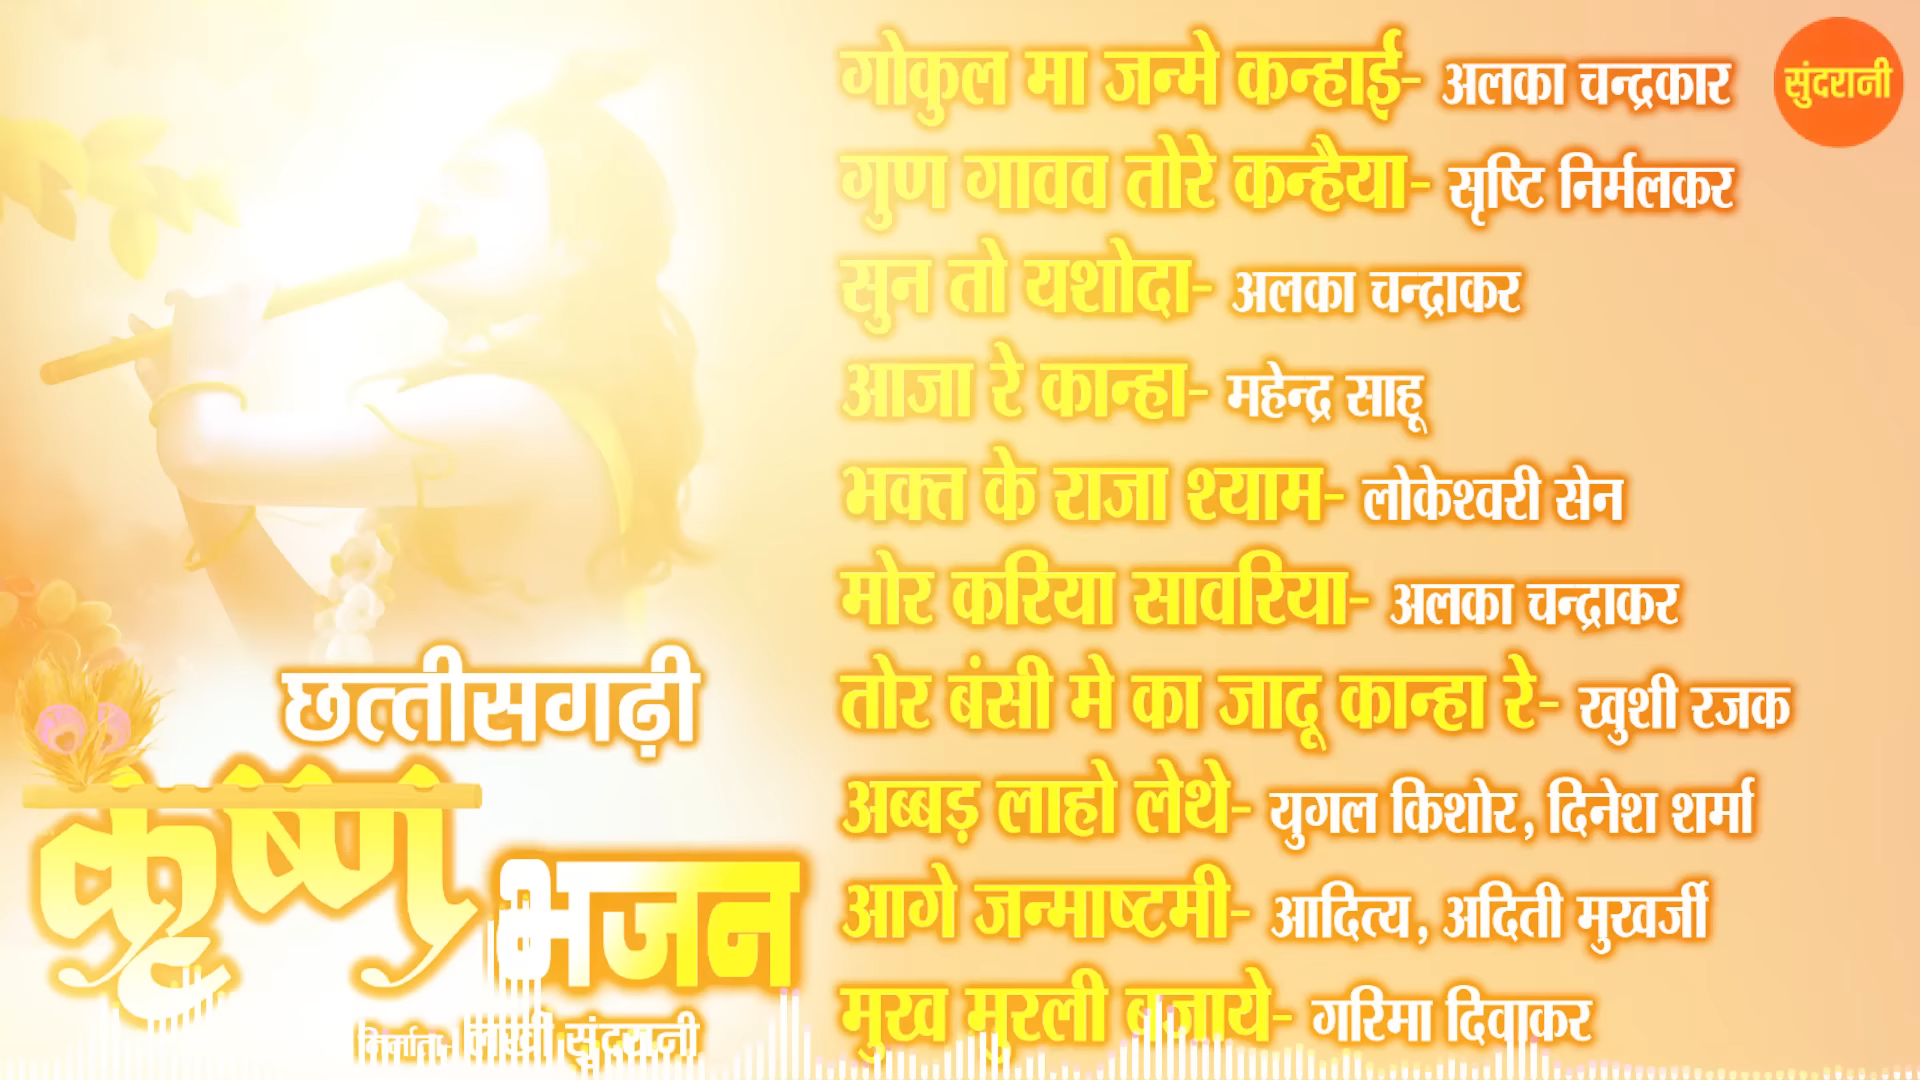 गोकुल मा जन्मे कन्हाई- अलका चन्द्रकार
गुण गावव तोरे कन्हैया- सृष्टि निर्मलकर
सुन तो यशोदा- अलका चन्द्राकर
आजा रे कान्हा- महेन्द्र साहू
भक्त के राजा श्याम- लोकेश्वरी सेन
मोर करिया सावरिया- अलका चन्द्राकर
तोर बंसी मे का जादू कान्हा रे- खुशी रजक
अब्बड़ लाहो लेथे- युगल किशोर, दिनेश शर्मा
आगे जन्माष्टमी- आदित्य, अदिती मुखर्जी
मुख मुरली बजाये- गरिमा दिवाकर
सुंदरानी
छत्तीसगढ़ी
कृष्ण
भजन
निर्माता- लखी सुंदरानी